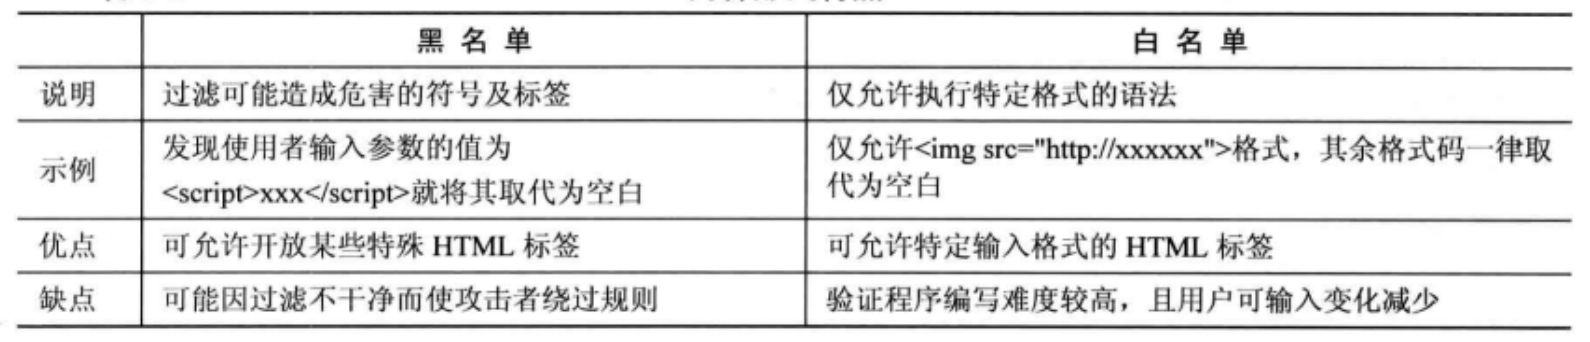 黑名单 白名单
说明 过滤可能造成危害的符号及标签 仅允许执行特定格式的语法
示例 发现使用者输入参数的值为 仅允许<img src="http://xxxxxx">格式，其余格式码一律取
<script>xxx</script>就将其取代为空白 代为空白
优点 可允许开放某些特殊 HTML 标签 可允许特定输入格式的 HTML 标签
缺点 可能因过滤不干净而使攻击者绕过规则 验证程序编写难度较高，且用户可输入变化减少